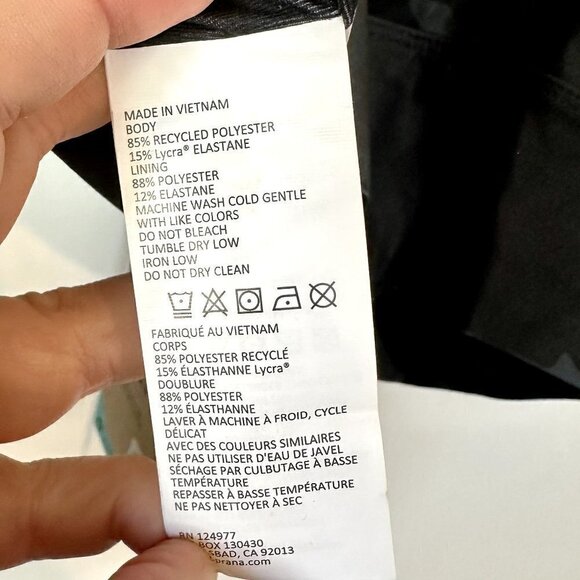 MADE IN VIETNAM
BODY
85% RECYCLED POLYESTER
15% Lycra® ELASTANE
LINING
88% POLYESTER
12% ELASTANE
MACHINE WASH COLD GENTLE
WITH LIKE COLORS
DO NOT BLEACH
TUMBLE DRY LOW
IRON LOW
DO NOT DRY CLEAN
FABRIQUÉ AU VIETNAM
CORPS
85% POLYESTER RECYCLÉ
15% ÉLASTHANNE Lycra®
DOUBLURE
88% POLYESTER
12% ÉLASTHANNE
LAVER À MACHINE À FROID, CYCLE
DÉLICAT
AVEC DES COULEURS SIMILAIRES
NE PAS UTILISER D'EAU DE JAVEL
SÉCHAGE PAR CULBUTAGE À BASSE
TEMPÉRATURE
REPASSER À BASSE TEMPÉRATURE
NE PAS NETTOYER À SEC
RN 124977
BOX 130430
SBAD, CA 92013
prana.com